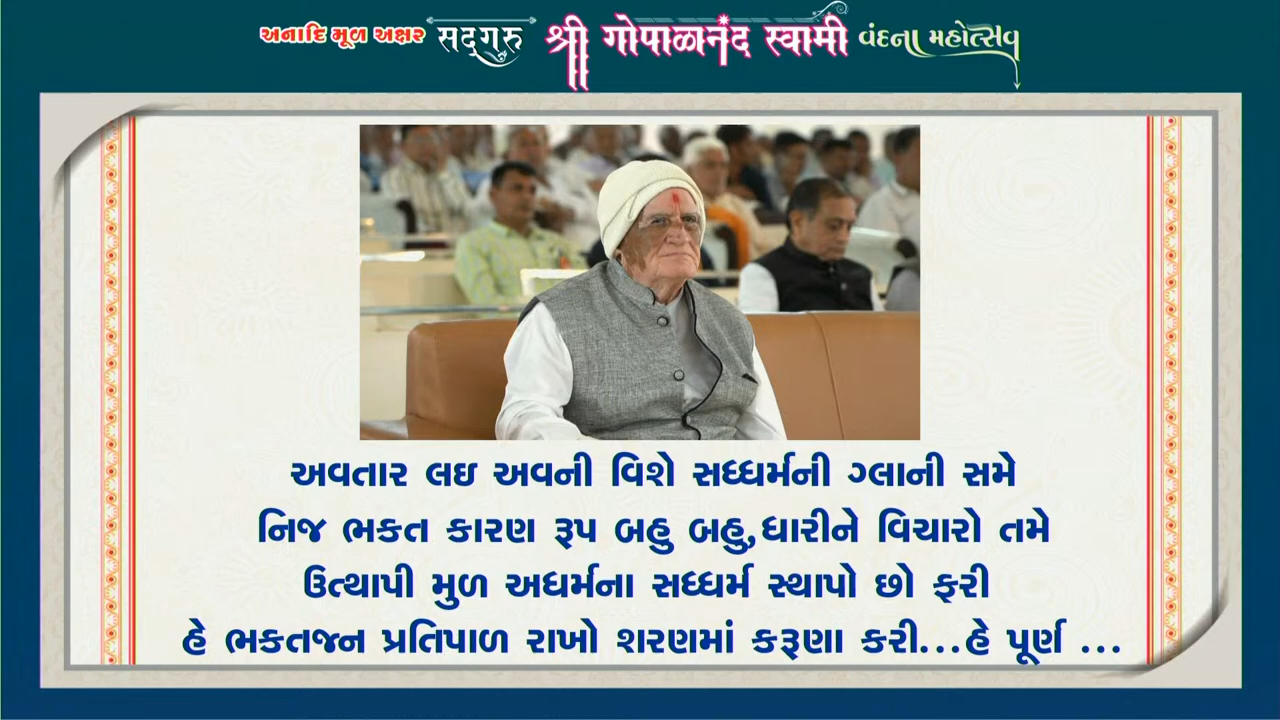 અનાદિ મૂળ અક્ષર સદ્‌ગુરુ શ્રી ગોપાળાનંદ સ્વામી વંદના મહોત્સવ
અવતાર લઇ અવની વિશે સધ્ધર્મની ગ્લાની સમે
નિજ ભકત કારણ રૂપ બહુ બહુ,ધારીને વિચારો તમે
ઉત્થાપી મુળ અધર્મના સધ્ધર્મ સ્થાપો છો ફરી
હે ભકતજન પ્રતિપાળ રાખો શરણમાં કરૂણા કરી...હે પૂર્ણ ...